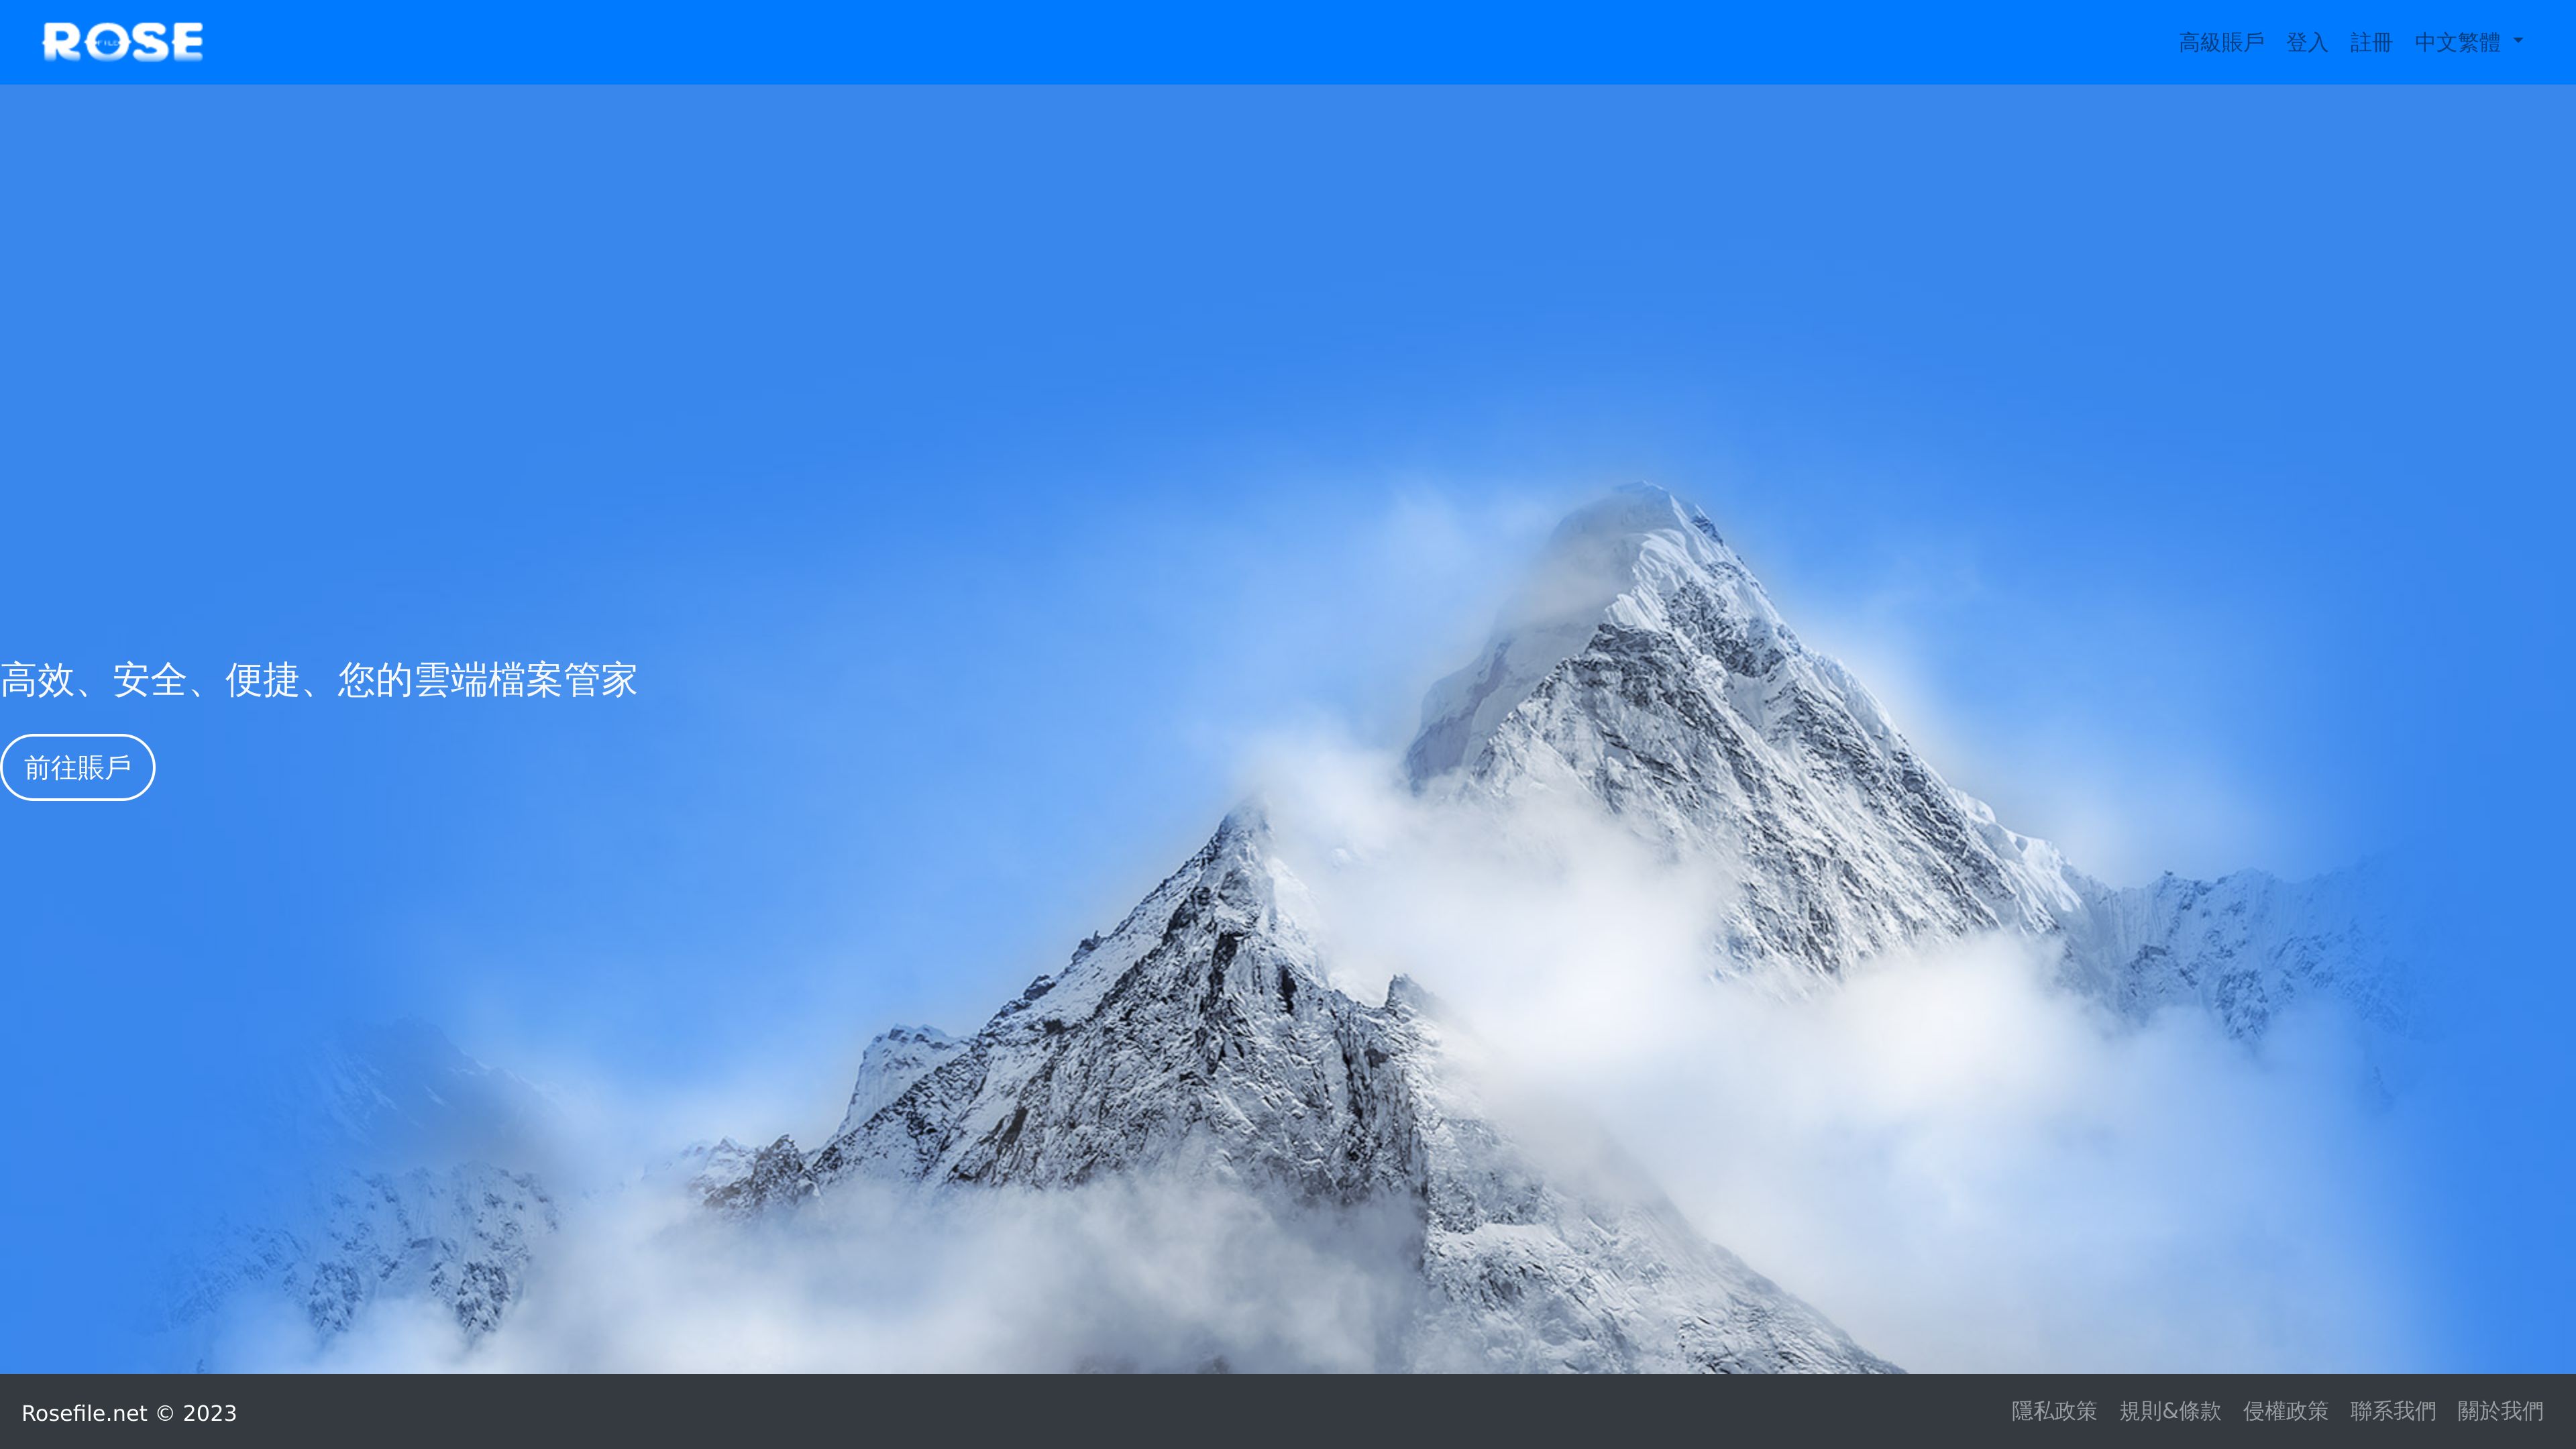 ROSE
高級賬戶 登入 註冊 中文繁體
高效、安全、便捷、您的雲端檔案管家
前往賬戶
Rosefile.net © 2023
隱私政策 規則&條款 侵權政策 聯系我們 關於我們